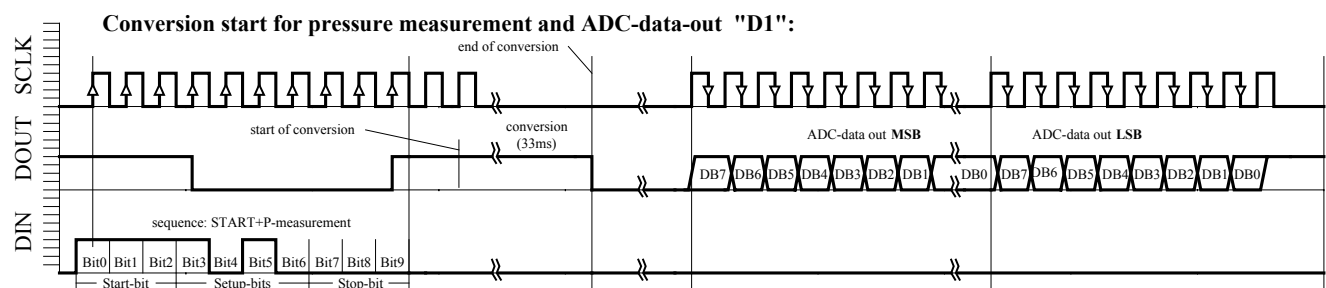 Conversion start for pressure measurement and ADC-data-out "D1":
end of conversion
SCLK
start of conversion
conversion
(33ms)
ADC-data out MSB
ADC-data out LSB
DOUT
DB7 DB6 DB5 DB4 DB3 DB2 DB1 DB0 DB7 DB6 DB5 DB4 DB3 DB2 DB1 DB0
sequence: START+P-measurement
DIN
Bit0 Bit1 Bit2 Bit3 Bit4 Bit5 Bit6 Bit7 Bit8 Bit9
Start-bit Setup-bits Stop-bit